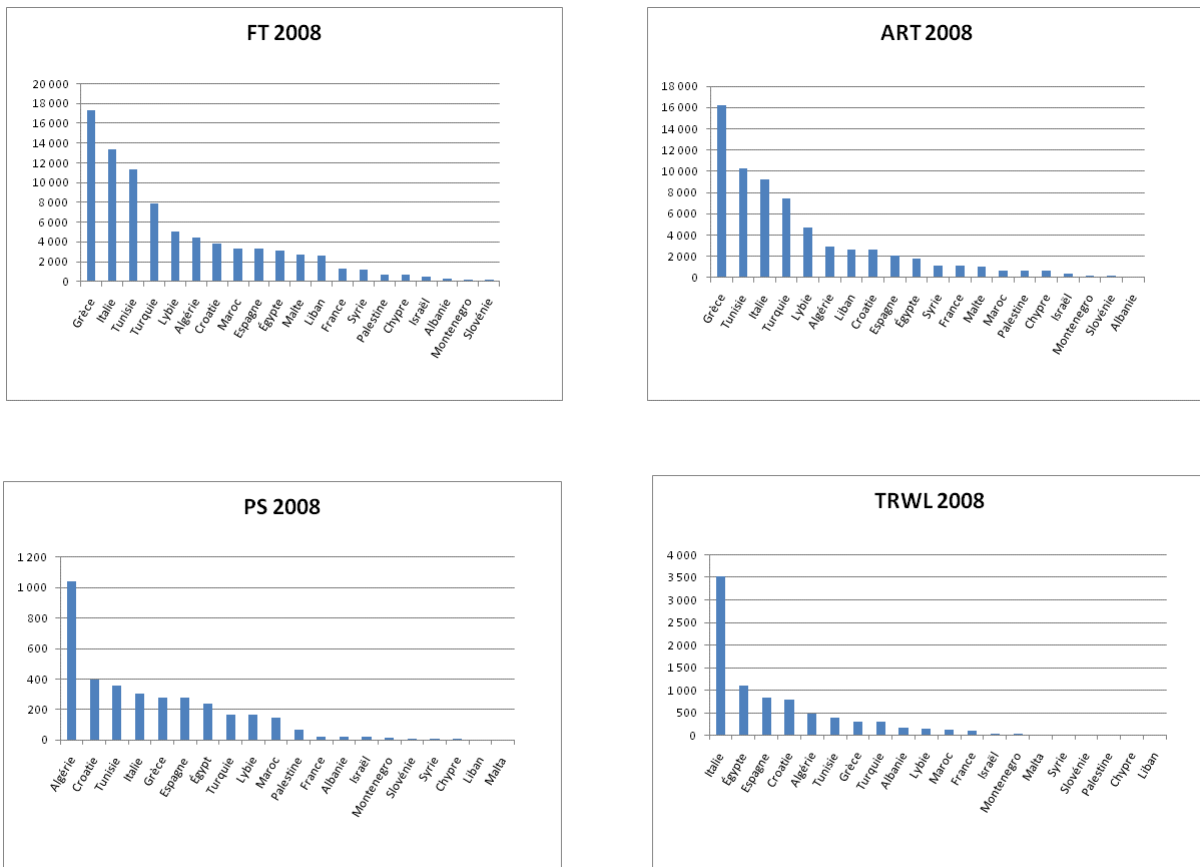 FT 2008
20 000
18 000
16 000
14 000
12 000
10 000
8 000
6 000
4 000
2 000
0
Grèce
Italie
Tunisie
Turquie
Lybie
Algérie
Croatie
Maroc
Espagne
Égypte
Malte
Liban
France
Syrie
Palestine
Chypre
Israël
Albanie
Montenegro
Slovénie
ART 2008
18 000
16 000
14 000
12 000
10 000
8 000
6 000
4 000
2 000
0
Grèce
Tunisie
Italie
Turquie
Lybie
Algérie
Liban
Croatie
Espagne
Égypte
Syrie
France
Malte
Maroc
Palestine
Chypre
Israël
Montenegro
Slovénie
Albanie
PS 2008
1 200
1 000
800
600
400
200
0
Algérie
Croatie
Tunisie
Italie
Grèce
Espagne
Égypt
Turquie
Lybie
Maroc
Palestine
France
Albanie
Israël
Montenegro
Slovénie
Syrie
Chypre
Liban
Malta
TRWL 2008
4 000
3 500
3 000
2 500
2 000
1 500
1 000
500
0
Italie
Égypte
Espagne
Croatie
Algérie
Tunisie
Grèce
Turquie
Albanie
Lybie
Maroc
France
Israël
Montenegro
Malta
Syrie
Slovénie
Palestine
Chypre
Liban